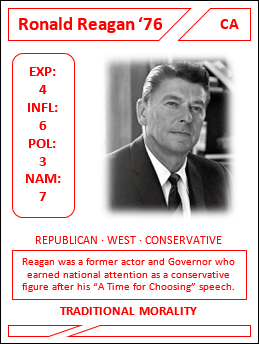 Ronald Reagan ‘76
CA
EXP:
4
INFL:
6
POL:
3
NAM:
7
REPUBLICAN · WEST · CONSERVATIVE
Reagan was a former actor and Governor who
earned national attention as a conservative
figure after his “A Time for Choosing” speech.
TRADITIONAL MORALITY